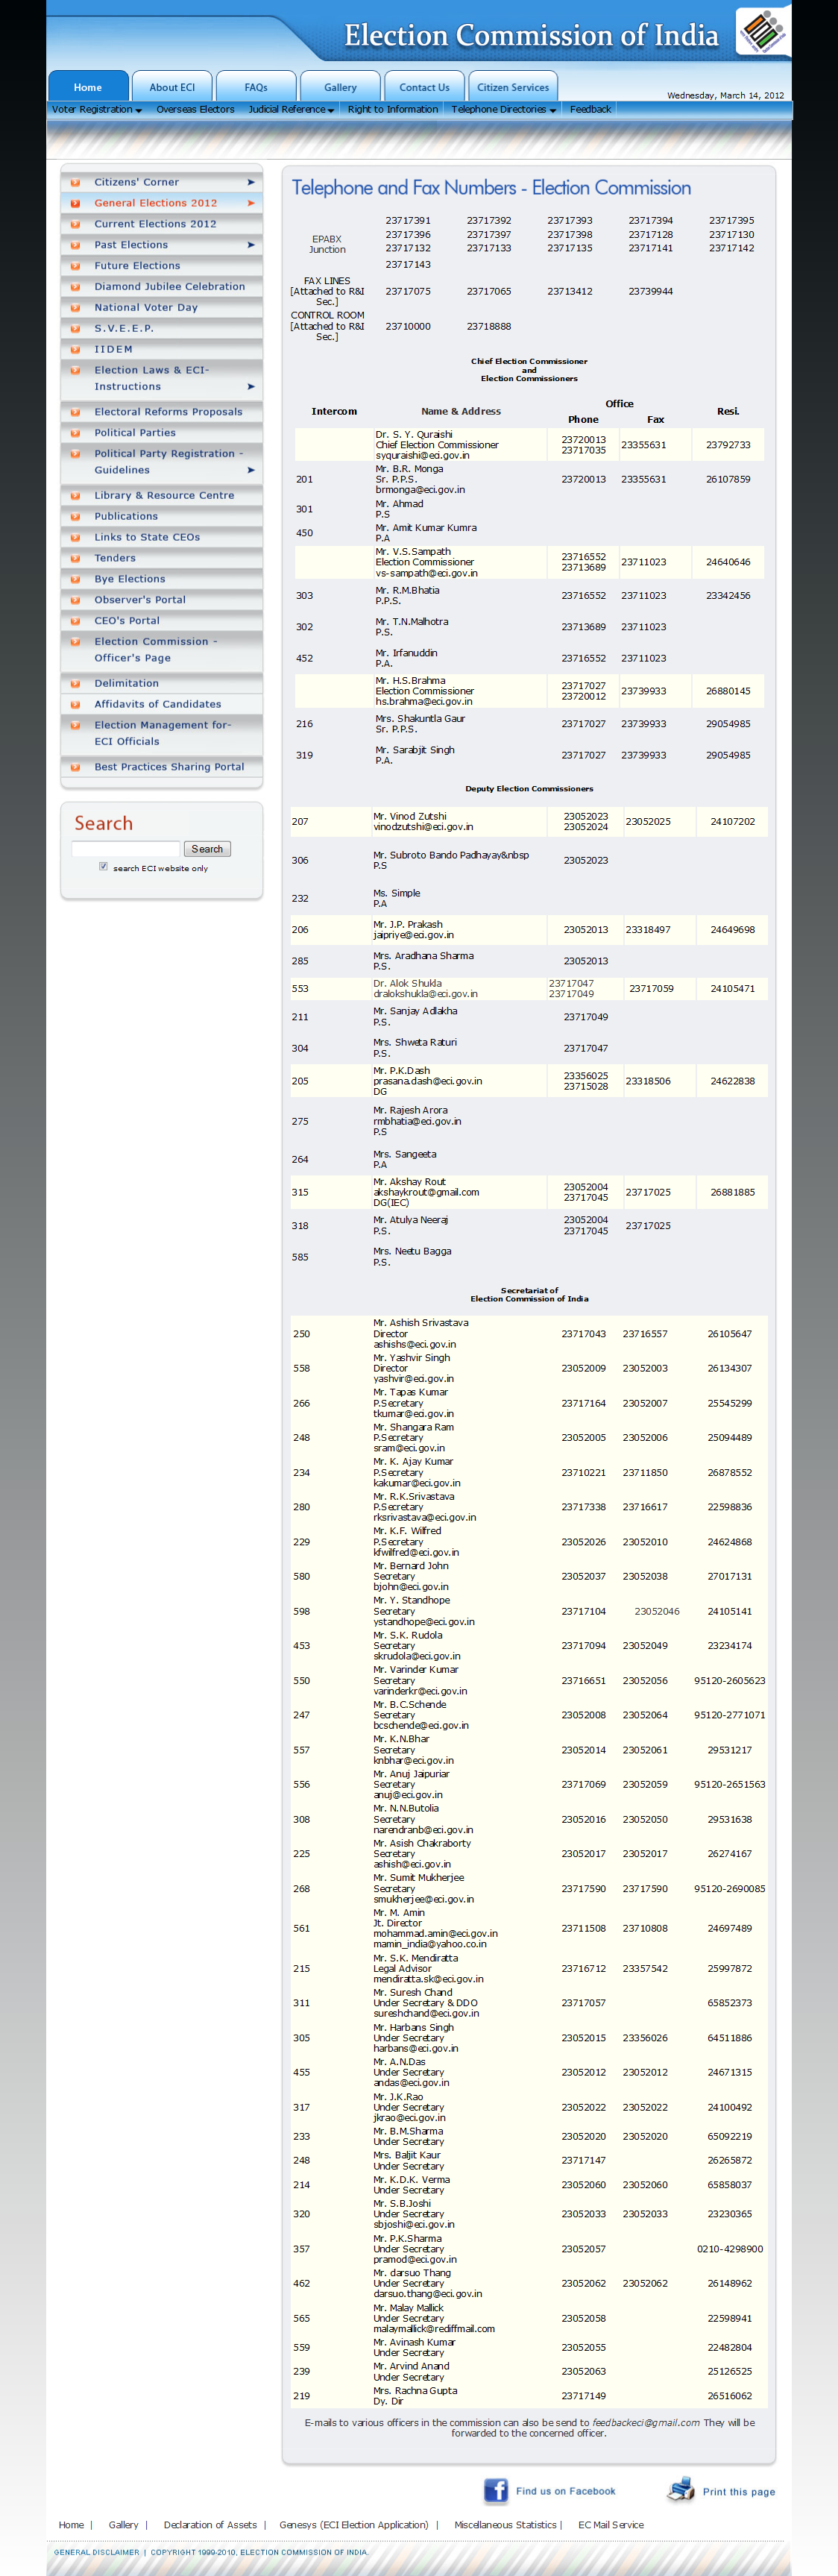 Election Commission of India
Home About ECI FAQs Gallery Contact Us Citizen Services
Wednesday, March 14, 2012
Voter Registration Overseas Electors Judicial Reference Right to Information Telephone Directories Feedback
Citizens' Corner
General Elections 2012
Current Elections 2012
Past Elections
Future Elections
Diamond Jubilee Celebration
National Voter Day
S.V.E.E.P.
IIDEM
Election Laws & ECI-
Instructions
Electoral Reforms Proposals
Political Parties
Political Party Registration -
Guidelines
Library & Resource Centre
Publications
Links to State CEOs
Tenders
Bye Elections
Observer's Portal
CEO's Portal
Election Commission -
Officer's Page
Delimitation
Affidavits of Candidates
Election Management for-
ECI Officials
Best Practices Sharing Portal
Search
Search
search ECI website only
Telephone and Fax Numbers - Election Commission
23717391 23717392 23717393 23717394 23717395
23717396 23717397 23717398 23717128 23717130
EPABX
Junction
23717132 23717133 23717135 23717141 23717142
23717143
FAX LINES
[Attached to R&I
Sec.]
23717075 23717065 23713412 23739944
CONTROL ROOM
[Attached to R&I
Sec.]
23710000 23718888
Chief Election Commissioner
and
Election Commissioners
Intercom Name & Address Office Resi.
Phone Fax
Dr. S. Y. Quraishi
Chief Election Commissioner
syquraishi@eci.gov.in
23720013
23717035
23355631 23792733
201
Mr. B.R. Monga
Sr. P.P.S.
brmonga@eci.gov.in
23720013 23355631 26107859
301
Mr. Ahmad
P.S
450
Mr. Amit Kumar Kumra
P.A
Mr. V.S.Sampath
Election Commissioner
vs-sampath@eci.gov.in
23716552
23713689
23711023 24640646
303
Mr. R.M.Bhatia
P.P.S.
23716552 23711023 23342456
302
Mr. T.N.Malhotra
P.S.
23713689 23711023
452
Mr. Irfanuddin
P.A.
23716552 23711023
Mr. H.S.Brahma
Election Commissioner
hs.brahma@eci.gov.in
23717027
23720012
23739933 26880145
216
Mrs. Shakuntla Gaur
Sr. P.P.S.
23717027 23739933 29054985
319
Mr. Sarabjit Singh
P.A.
23717027 23739933 29054985
Deputy Election Commissioners
207
Mr. Vinod Zutshi
vinodzutshi@eci.gov.in
23052023
23052024
23052025 24107202
306
Mr. Subroto Bando Padhayay&nbsp
P.S
23052023
232
Ms. Simple
P.A
206
Mr. J.P. Prakash
jaipriye@eci.gov.in
23052013 23318497 24649698
285
Mrs. Aradhana Sharma
P.S.
23052013
553
Dr. Alok Shukla
dralokshukla@eci.gov.in
23717047
23717049
23717059 24105471
211
Mr. Sanjay Adlakha
P.S.
23717049
304
Mrs. Shweta Raturi
P.S.
23717047
205
Mr. P.K.Dash
prasana.dash@eci.gov.in
DG
23356025
23715028
23318506 24622838
275
Mr. Rajesh Arora
rmbhatia@eci.gov.in
P.S
264
Mrs. Sangeeta
P.A
315
Mr. Akshay Rout
akshaykrout@gmail.com
DG(IEC)
23052004
23717045
23717025 26881885
318
Mr. Atulya Neeraj
P.S.
23052004
23717045
23717025
585
Mrs. Neetu Bagga
P.S.
Secretariat of
Election Commission of India
250
Mr. Ashish Srivastava
Director
ashishs@eci.gov.in
23717043 23716557 26105647
558
Mr. Yashvir Singh
Director
yashvir@eci.gov.in
23052009 23052003 26134307
266
Mr. Tapas Kumar
P.Secretary
tkumar@eci.gov.in
23717164 23052007 25545299
248
Mr. Shangara Ram
P.Secretary
sram@eci.gov.in
23052005 23052006 25094489
234
Mr. K. Ajay Kumar
P.Secretary
kakumar@eci.gov.in
23710221 23711850 26878552
280
Mr. R.K.Srivastava
P.Secretary
rksrivastava@eci.gov.in
23717338 23716617 22598836
229
Mr. K.F. Wilfred
P.Secretary
kfwilfred@eci.gov.in
23052026 23052010 24624868
580
Mr. Bernard John
Secretary
bjohn@eci.gov.in
23052037 23052038 27017131
598
Mr. Y. Standhope
Secretary
ystandhope@eci.gov.in
23717104 23052046 24105141
453
Mr. S.K. Rudola
Secretary
skrudola@eci.gov.in
23717094 23052049 23234174
550
Mr. Varinder Kumar
Secretary
varinderkr@eci.gov.in
23716651 23052056 95120-2605623
247
Mr. B.C.Schende
Secretary
bcschende@eci.gov.in
23052008 23052064 95120-2771071
557
Mr. K.N.Bhar
Secretary
knbhar@eci.gov.in
23052014 23052061 29531217
556
Mr. Anuj Jaipuriar
Secretary
anuj@eci.gov.in
23717069 23052059 95120-2651563
308
Mr. N.N.Butolia
Secretary
narendranb@eci.gov.in
23052016 23052050 29531638
225
Mr. Asish Chakraborty
Secretary
ashish@eci.gov.in
23052017 23052017 26274167
268
Mr. Sumit Mukherjee
Secretary
smukherjee@eci.gov.in
23717590 23717590 95120-2690085
561
Mr. M. Amin
Jt. Director
mohammad.amin@eci.gov.in
mamin_india@yahoo.co.in
23711508 23710808 24697489
215
Mr. S.K. Mendiratta
Legal Advisor
mendiratta.sk@eci.gov.in
23716712 23357542 25997872
311
Mr. Suresh Chand
Under Secretary & DDO
sureshchand@eci.gov.in
23717057 65852373
305
Mr. Harbans Singh
Under Secretary
harbans@eci.gov.in
23052015 23356026 64511886
455
Mr. A.N.Das
Under Secretary
andas@eci.gov.in
23052012 23052012 24671315
317
Mr. J.K.Rao
Under Secretary
jkrao@eci.gov.in
23052022 23052022 24100492
233
Mr. B.M.Sharma
Under Secretary
23052020 23052020 65092219
248
Mrs. Baljit Kaur
Under Secretary
23717147 26265872
214
Mr. K.D.K. Verma
Under Secretary
23052060 23052060 65858037
320
Mr. S.B.Joshi
Under Secretary
sbjoshi@eci.gov.in
23052033 23052033 23230365
357
Mr. P.K.Sharma
Under Secretary
pramod@eci.gov.in
23052057 0210-4298900
462
Mr. darsuo Thang
Under Secretary
darsuo.thang@eci.gov.in
23052062 23052062 26148962
565
Mr. Malay Mallick
Under Secretary
malaymallick@rediffmail.com
23052058 22598941
559
Mr. Avinash Kumar
Under Secretary
23052055 22482804
239
Mr. Arvind Anand
Under Secretary
23052063 25126525
219
Mrs. Rachna Gupta
Dy. Dir
23717149 26516062
E-mails to various officers in the commission can also be send to feedbackeci@gmail.com They will be
forwarded to the concerned officer.
Find us on Facebook Print this page
Home | Gallery | Declaration of Assets | Genesys (ECI Election Application) | Miscellaneous Statistics | EC Mail Service
GENERAL DISCLAIMER | COPYRIGHT 1999-2010, ELECTION COMMISSION OF INDIA.